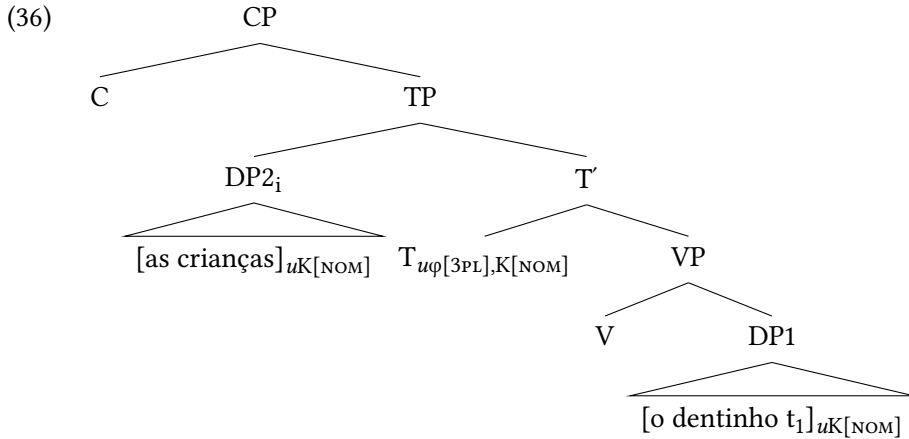 (36) CP
C TP
DP2i T′
[as crianças]uK[NOM] Tuφ[3PL],K[NOM] VP
V DP1
[o dentinho t1]uK[NOM]